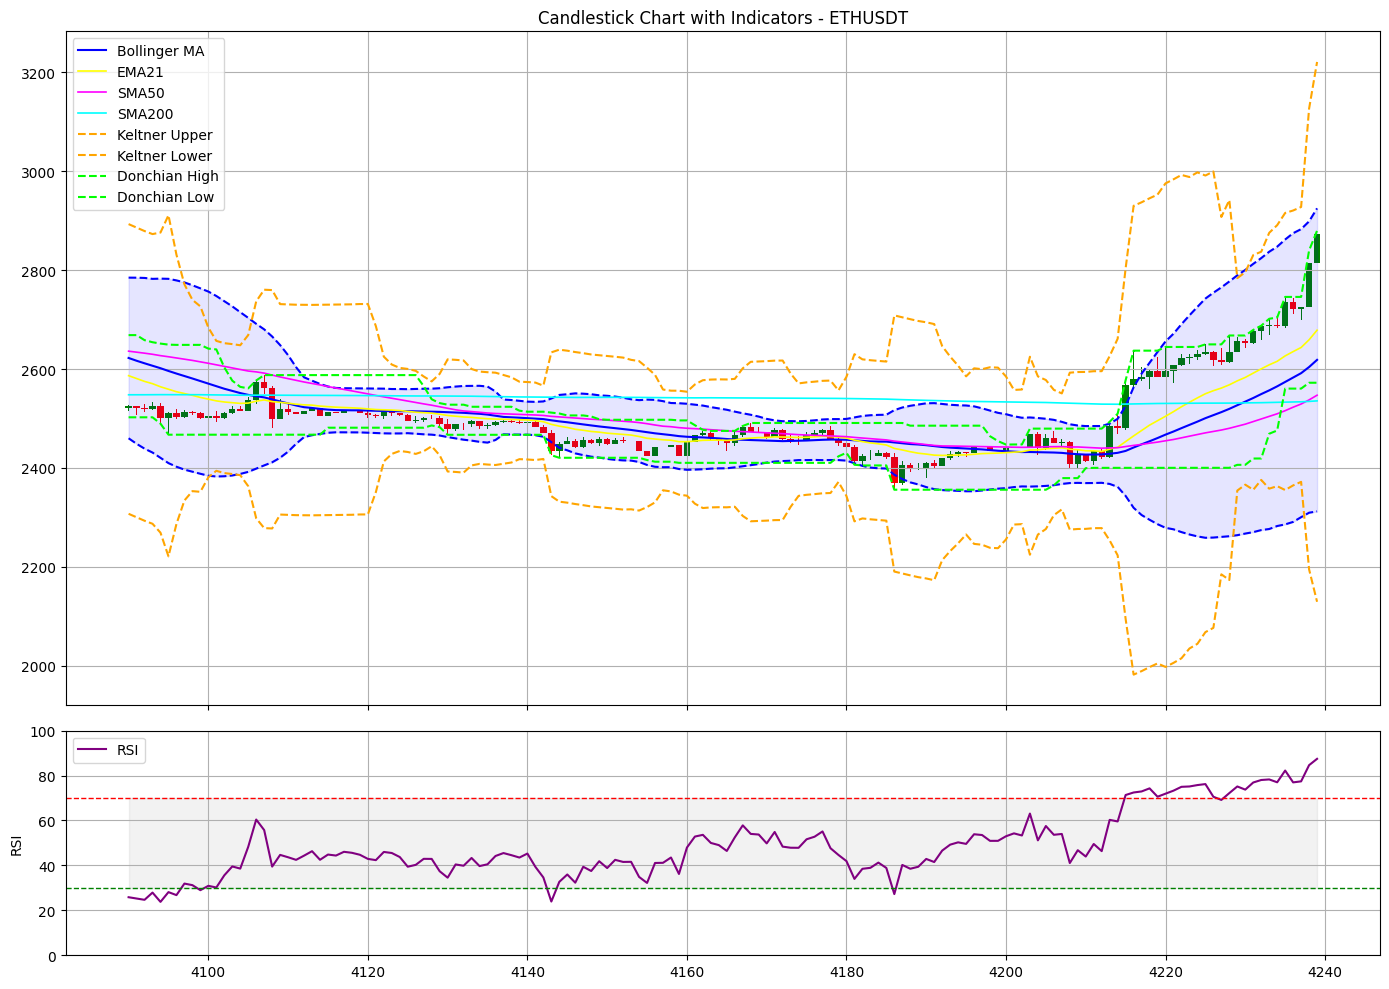 Candlestick Chart with Indicators - ETHUSDT
Bollinger MA
EMA21
SMA50
SMA200
Keltner Upper
Keltner Lower
Donchian High
Donchian Low
3200
3000
2800
2600
2400
2200
2000
RSI
100
80
60
40
20
0
RSI
4100
4120
4140
4160
4180
4200
4220
4240